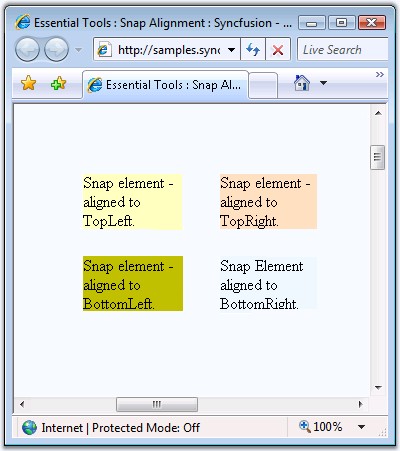 Essential Tools : Snap Alignment : Syncfusion - ...
http://samples.sync
Live Search
Essential Tools : Snap Al...
Snap element -
aligned to
TopLeft.
Snap element -
aligned to
TopRight.
Snap element -
aligned to
BottomLeft.
Snap Element
aligned to
BottomRight.
Internet | Protected Mode: Off
100%